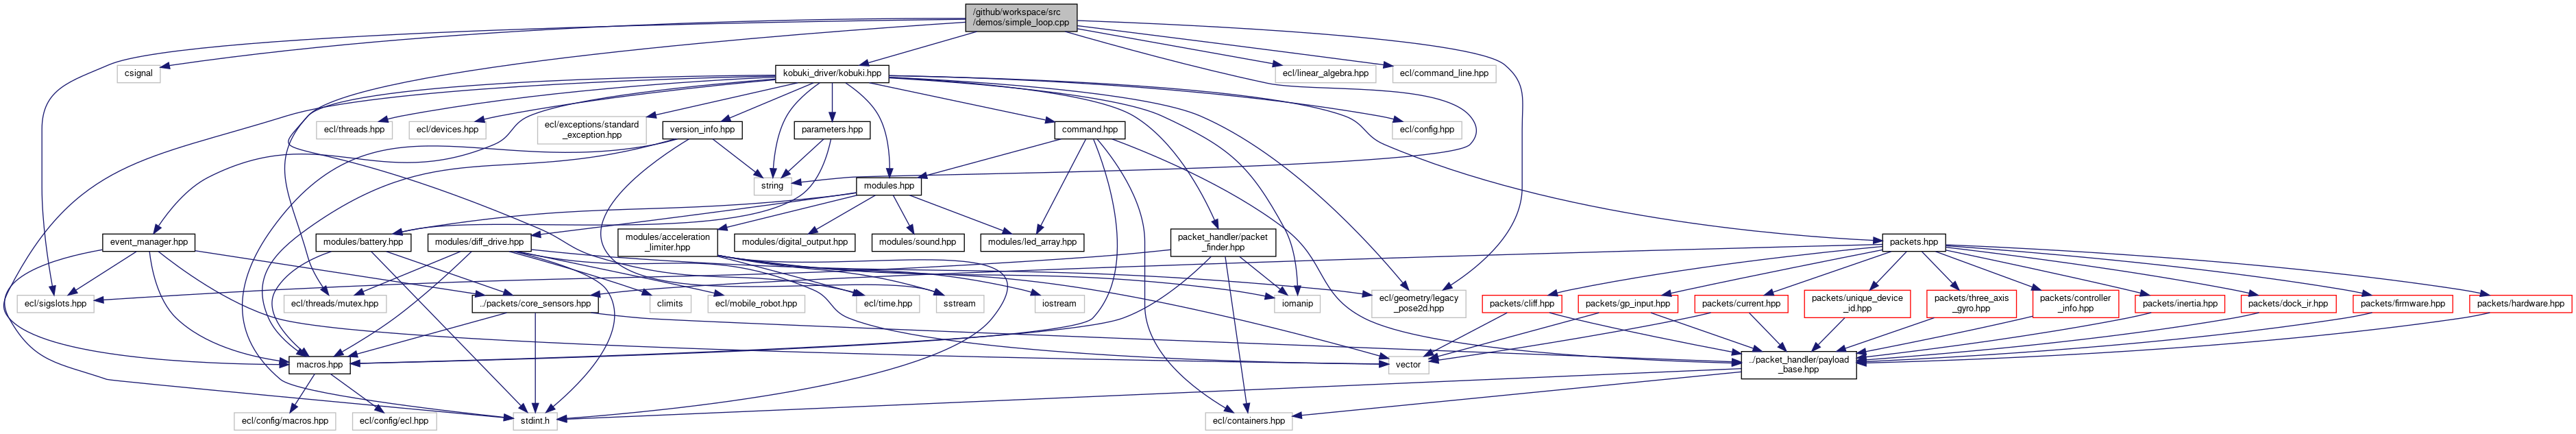 /github/workspace/src
/demos/simple_loop.cpp
csignal
kobuki_driver/kobuki.hpp
ecl/linear_algebra.hpp
ecl/command_line.hpp
ecl/threads.hpp
ecl/devices.hpp
ecl/exceptions/standard
_exception.hpp
version_info.hpp
parameters.hpp
command.hpp
ecl/config.hpp
string
modules.hpp
event_manager.hpp
modules/battery.hpp
modules/diff_drive.hpp
modules/acceleration
_limiter.hpp
modules/digital_output.hpp
modules/sound.hpp
modules/led_array.hpp
packet_handler/packet
_finder.hpp
packets.hpp
ecl/sigslots.hpp
ecl/threads/mutex.hpp
../packets/core_sensors.hpp
climits
ecl/mobile_robot.hpp
ecl/time.hpp
sstream
iostream
iomanip
ecl/geometry/legacy
_pose2d.hpp
packets/cliff.hpp
packets/gp_input.hpp
packets/current.hpp
packets/unique_device
_id.hpp
packets/three_axis
_gyro.hpp
packets/controller
_info.hpp
packets/inertia.hpp
packets/dock_ir.hpp
packets/firmware.hpp
packets/hardware.hpp
macros.hpp
vector
../packet_handler/payload
_base.hpp
ecl/config/macros.hpp
ecl/config/ecl.hpp
stdint.h
ecl/containers.hpp